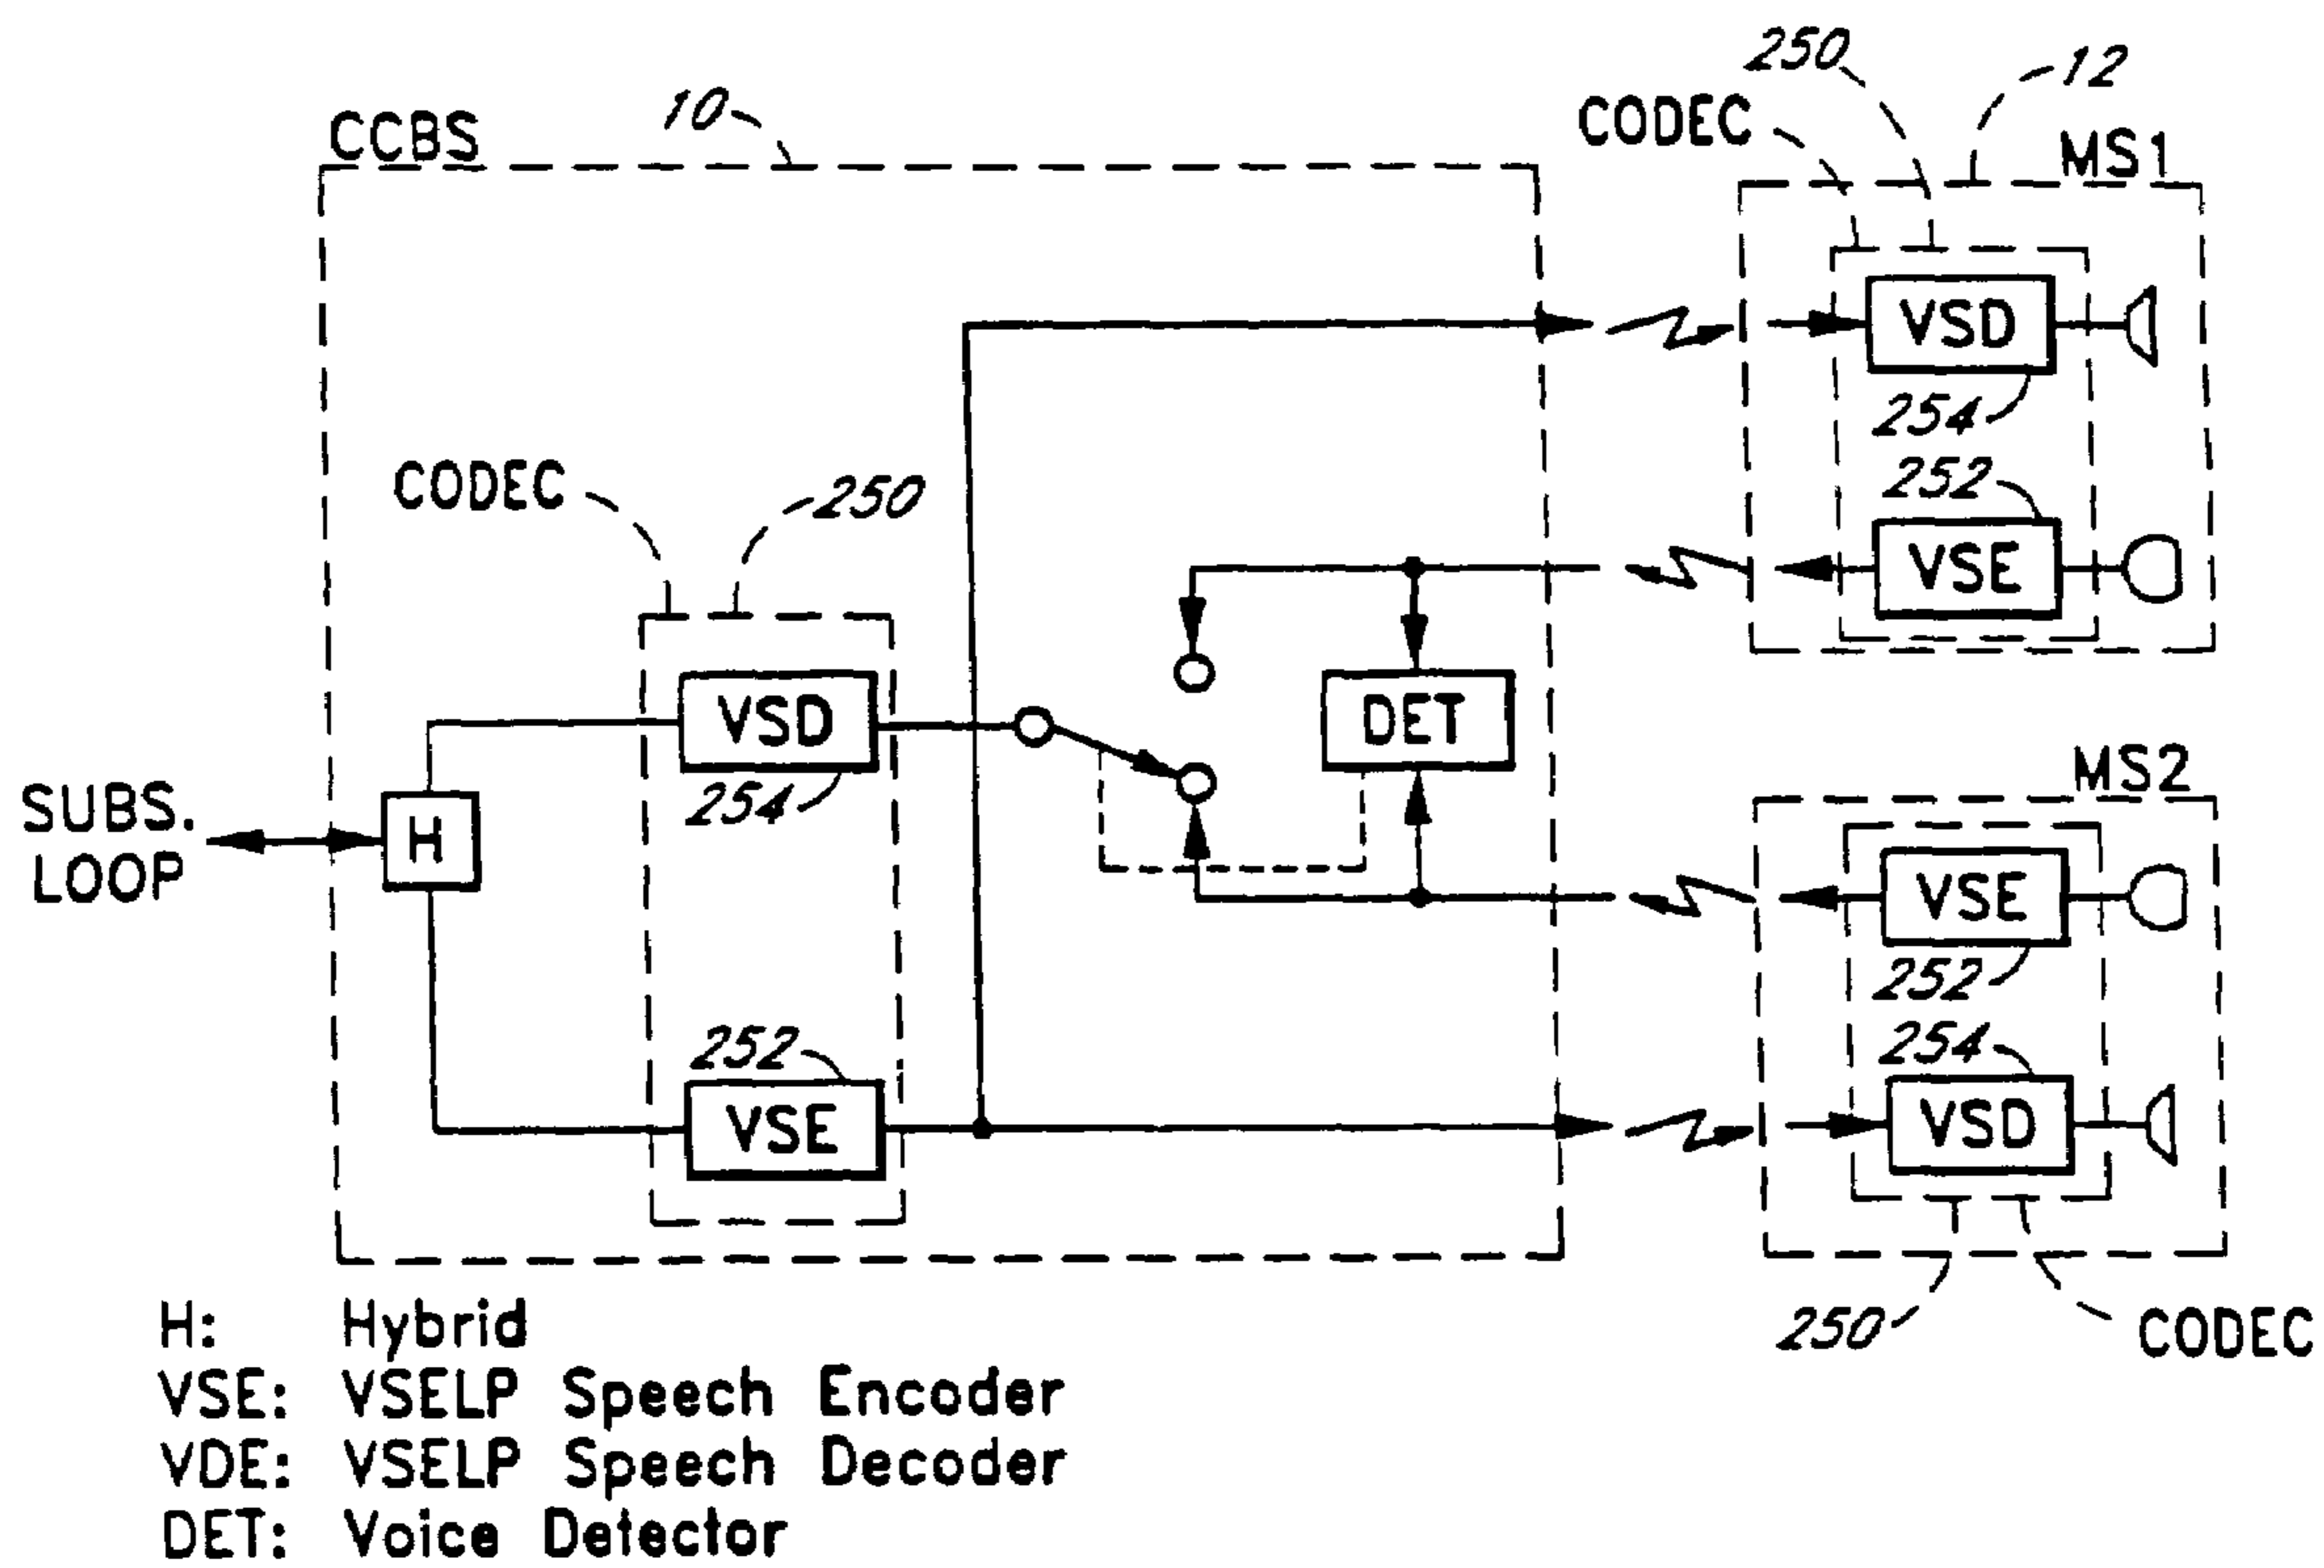 250
12
CODEC
MS1
CCBS
10
VSD
254
252
VSE
CODEC
250
VSD
254
DET
SUBS.
LOOP
H
MS2
VSE
252
254
VSD
252
VSE
250
CODEC
H: Hybrid
VSE: VSELP Speech Encoder
VDE: VSELP Speech Decoder
DET: Voice Detector